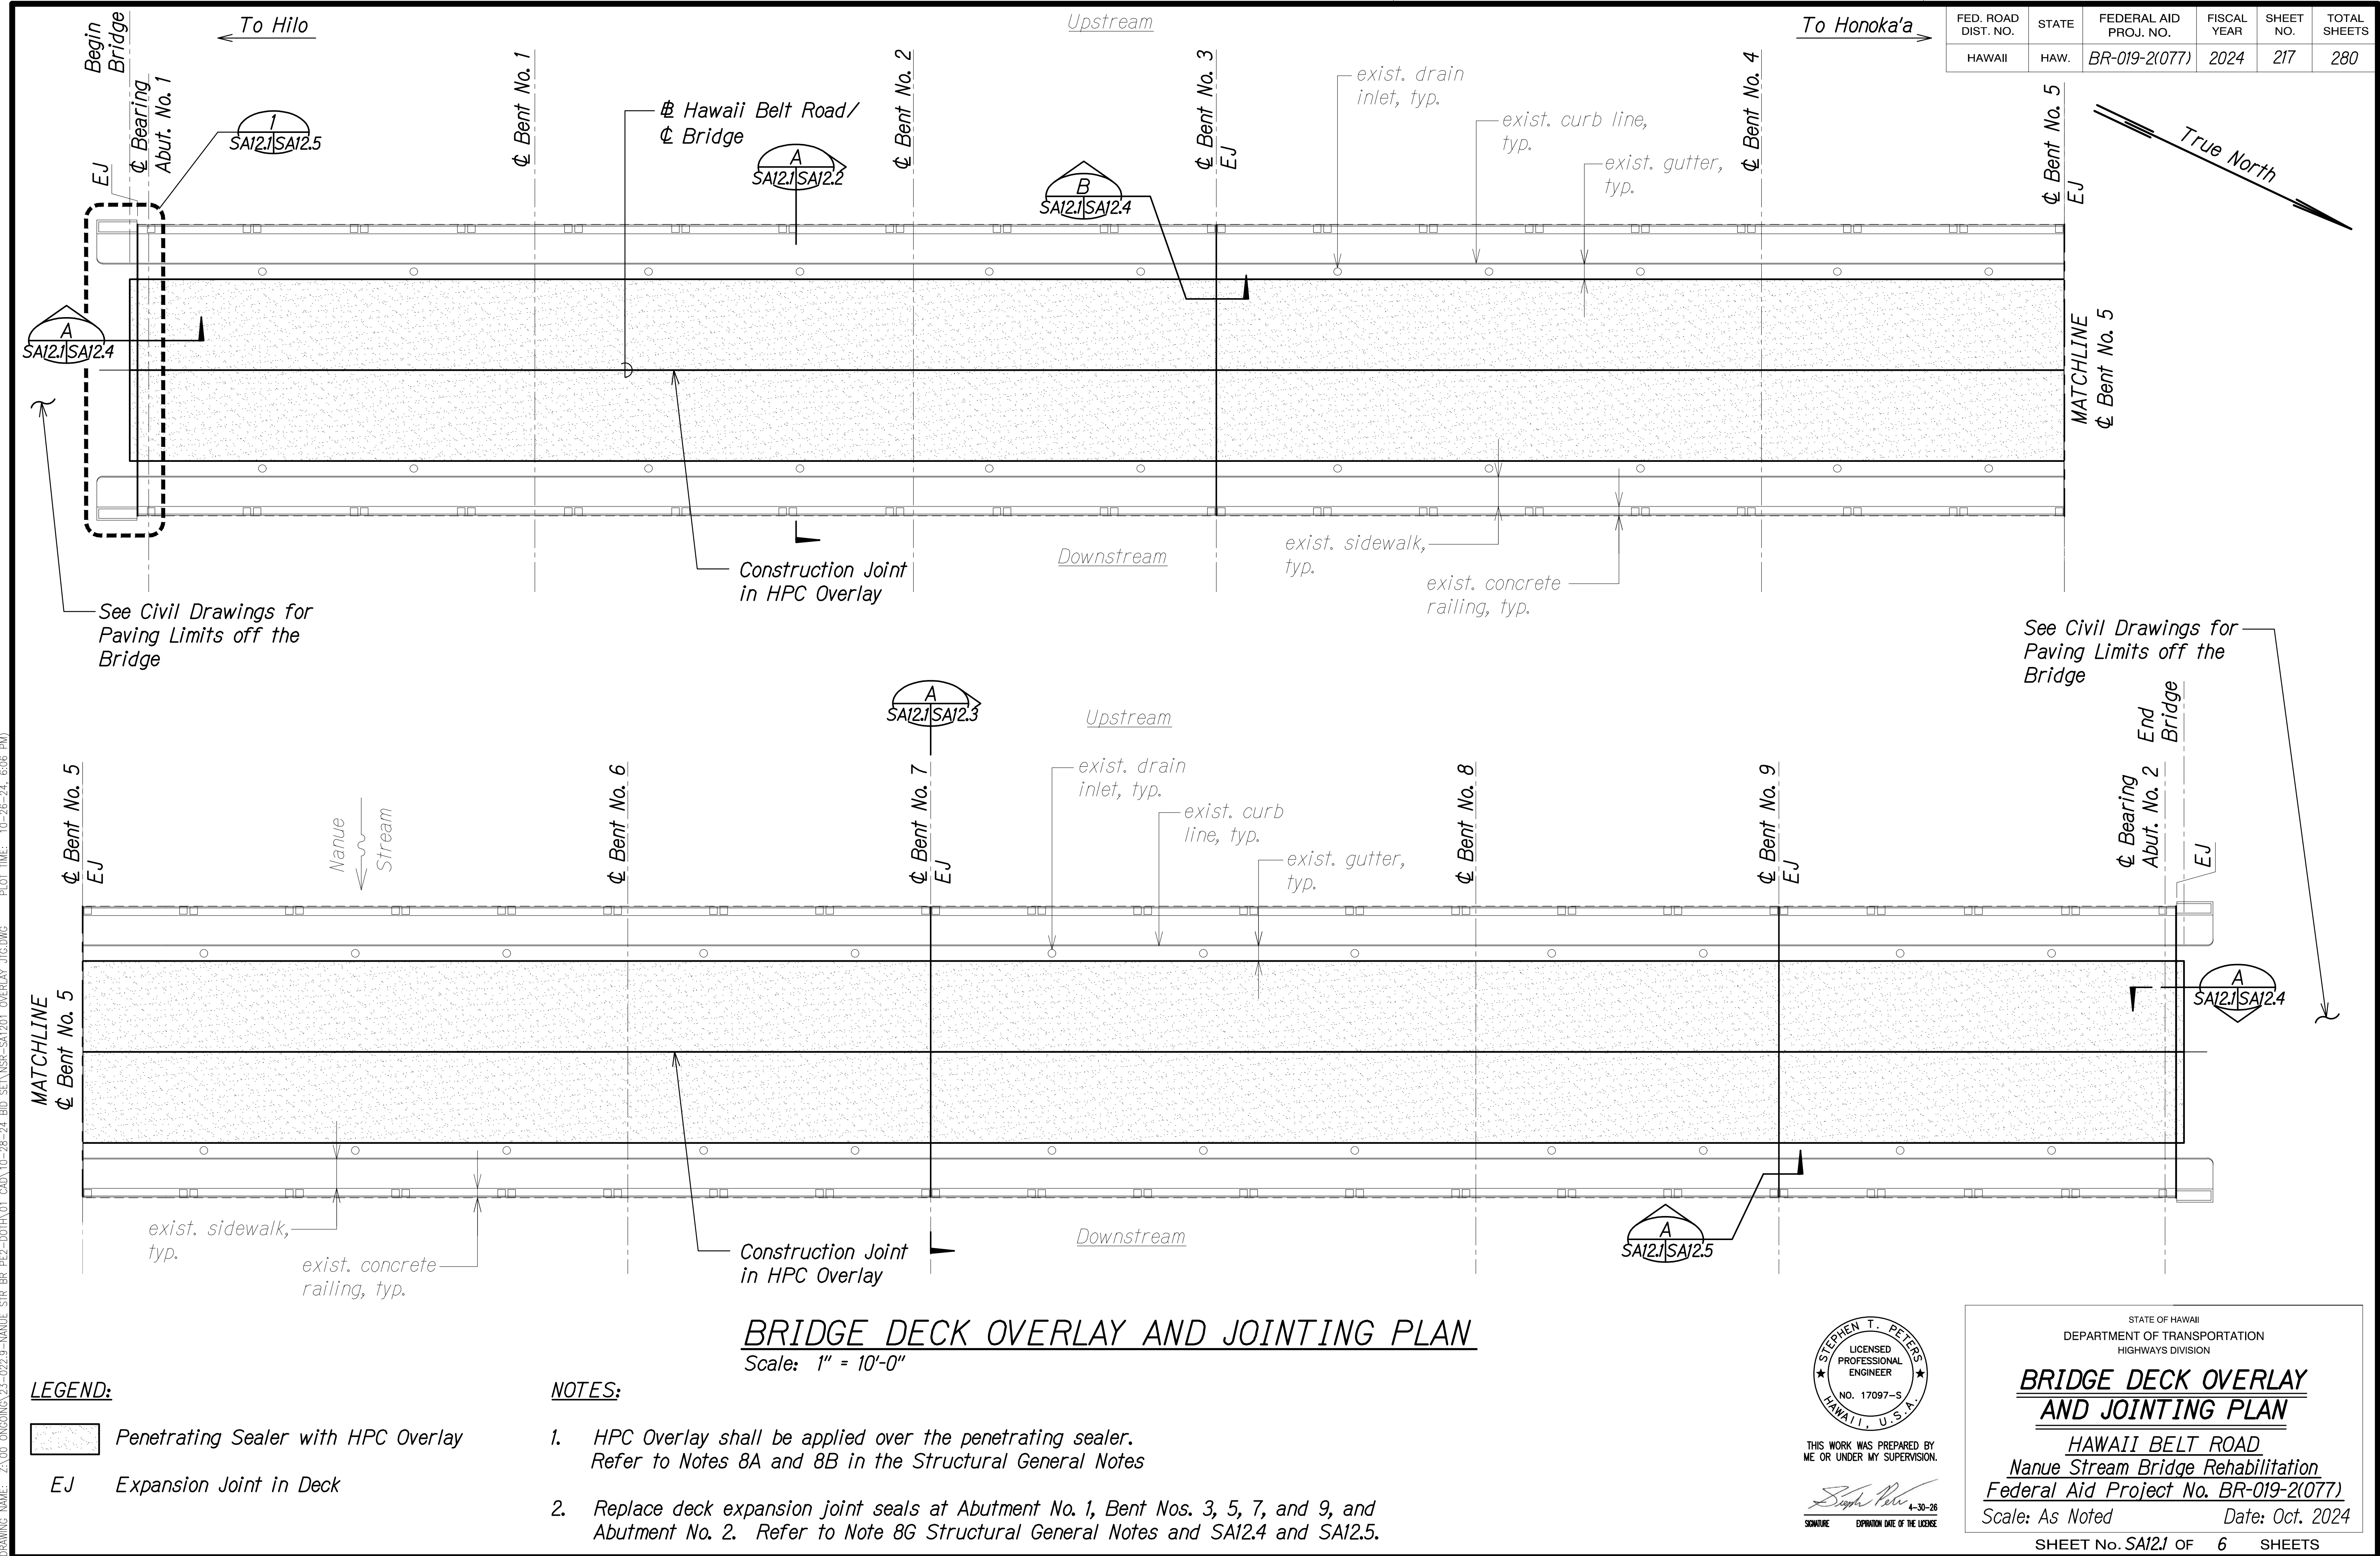 To Hilo
Upstream
To Honoka'a
FED. ROAD DIST. NO.
STATE
FEDERAL AID PROJ. NO.
FISCAL YEAR
SHEET NO.
TOTAL SHEETS
HAWAII
HAW.
BR-019-2(077)
2024
217
280
Begin
Bridge
EJ
℄ Bearing
Abut. No. 1
1
SA12.1 SA12.5
℄ Bent No. 1
Hawaii Belt Road/
℄ Bridge
A
SA12.1 SA12.2
℄ Bent No. 2
B
SA12.1 SA12.4
℄ Bent No. 3
EJ
exist. drain
inlet, typ.
exist. curb line,
typ.
exist. gutter,
typ.
℄ Bent No. 4
℄ Bent No. 5
EJ
True North
A
SA12.1 SA12.4
MATCHLINE
℄ Bent No. 5
Construction Joint
in HPC Overlay
Downstream
exist. sidewalk,
typ.
exist. concrete
railing, typ.
See Civil Drawings for
Paving Limits off the
Bridge
See Civil Drawings for
Paving Limits off the
Bridge
℄ Bent No. 5
EJ
Nanue
Stream
℄ Bent No. 6
A
SA12.1 SA12.3
℄ Bent No. 7
EJ
Upstream
exist. drain
inlet, typ.
exist. curb
line, typ.
exist. gutter,
typ.
℄ Bent No. 8
℄ Bent No. 9
EJ
℄ Bearing
Abut. No. 2
End
Bridge
EJ
MATCHLINE
℄ Bent No. 5
A
SA12.1 SA12.4
exist. sidewalk,
typ.
exist. concrete
railing, typ.
Construction Joint
in HPC Overlay
Downstream
A
SA12.1 SA12.5
BRIDGE DECK OVERLAY AND JOINTING PLAN
Scale: 1" = 10'-0"
LEGEND:
Penetrating Sealer with HPC Overlay
EJ Expansion Joint in Deck
NOTES:
1. HPC Overlay shall be applied over the penetrating sealer.
Refer to Notes 8A and 8B in the Structural General Notes
2. Replace deck expansion joint seals at Abutment No. 1, Bent Nos. 3, 5, 7, and 9, and
Abutment No. 2. Refer to Note 8G Structural General Notes and SA12.4 and SA12.5.
STEPHEN T. PETERS
LICENSED
PROFESSIONAL
ENGINEER
NO. 17097-S
HAWAII, U.S.A.
THIS WORK WAS PREPARED BY
ME OR UNDER MY SUPERVISION.
4-30-26
SIGNATURE EXPIRATION DATE OF THE LICENSE
STATE OF HAWAII
DEPARTMENT OF TRANSPORTATION
HIGHWAYS DIVISION
BRIDGE DECK OVERLAY
AND JOINTING PLAN
HAWAII BELT ROAD
Nanue Stream Bridge Rehabilitation
Federal Aid Project No. BR-019-2(077)
Scale: As Noted Date: Oct. 2024
SHEET No. SA12.1 OF 6 SHEETS